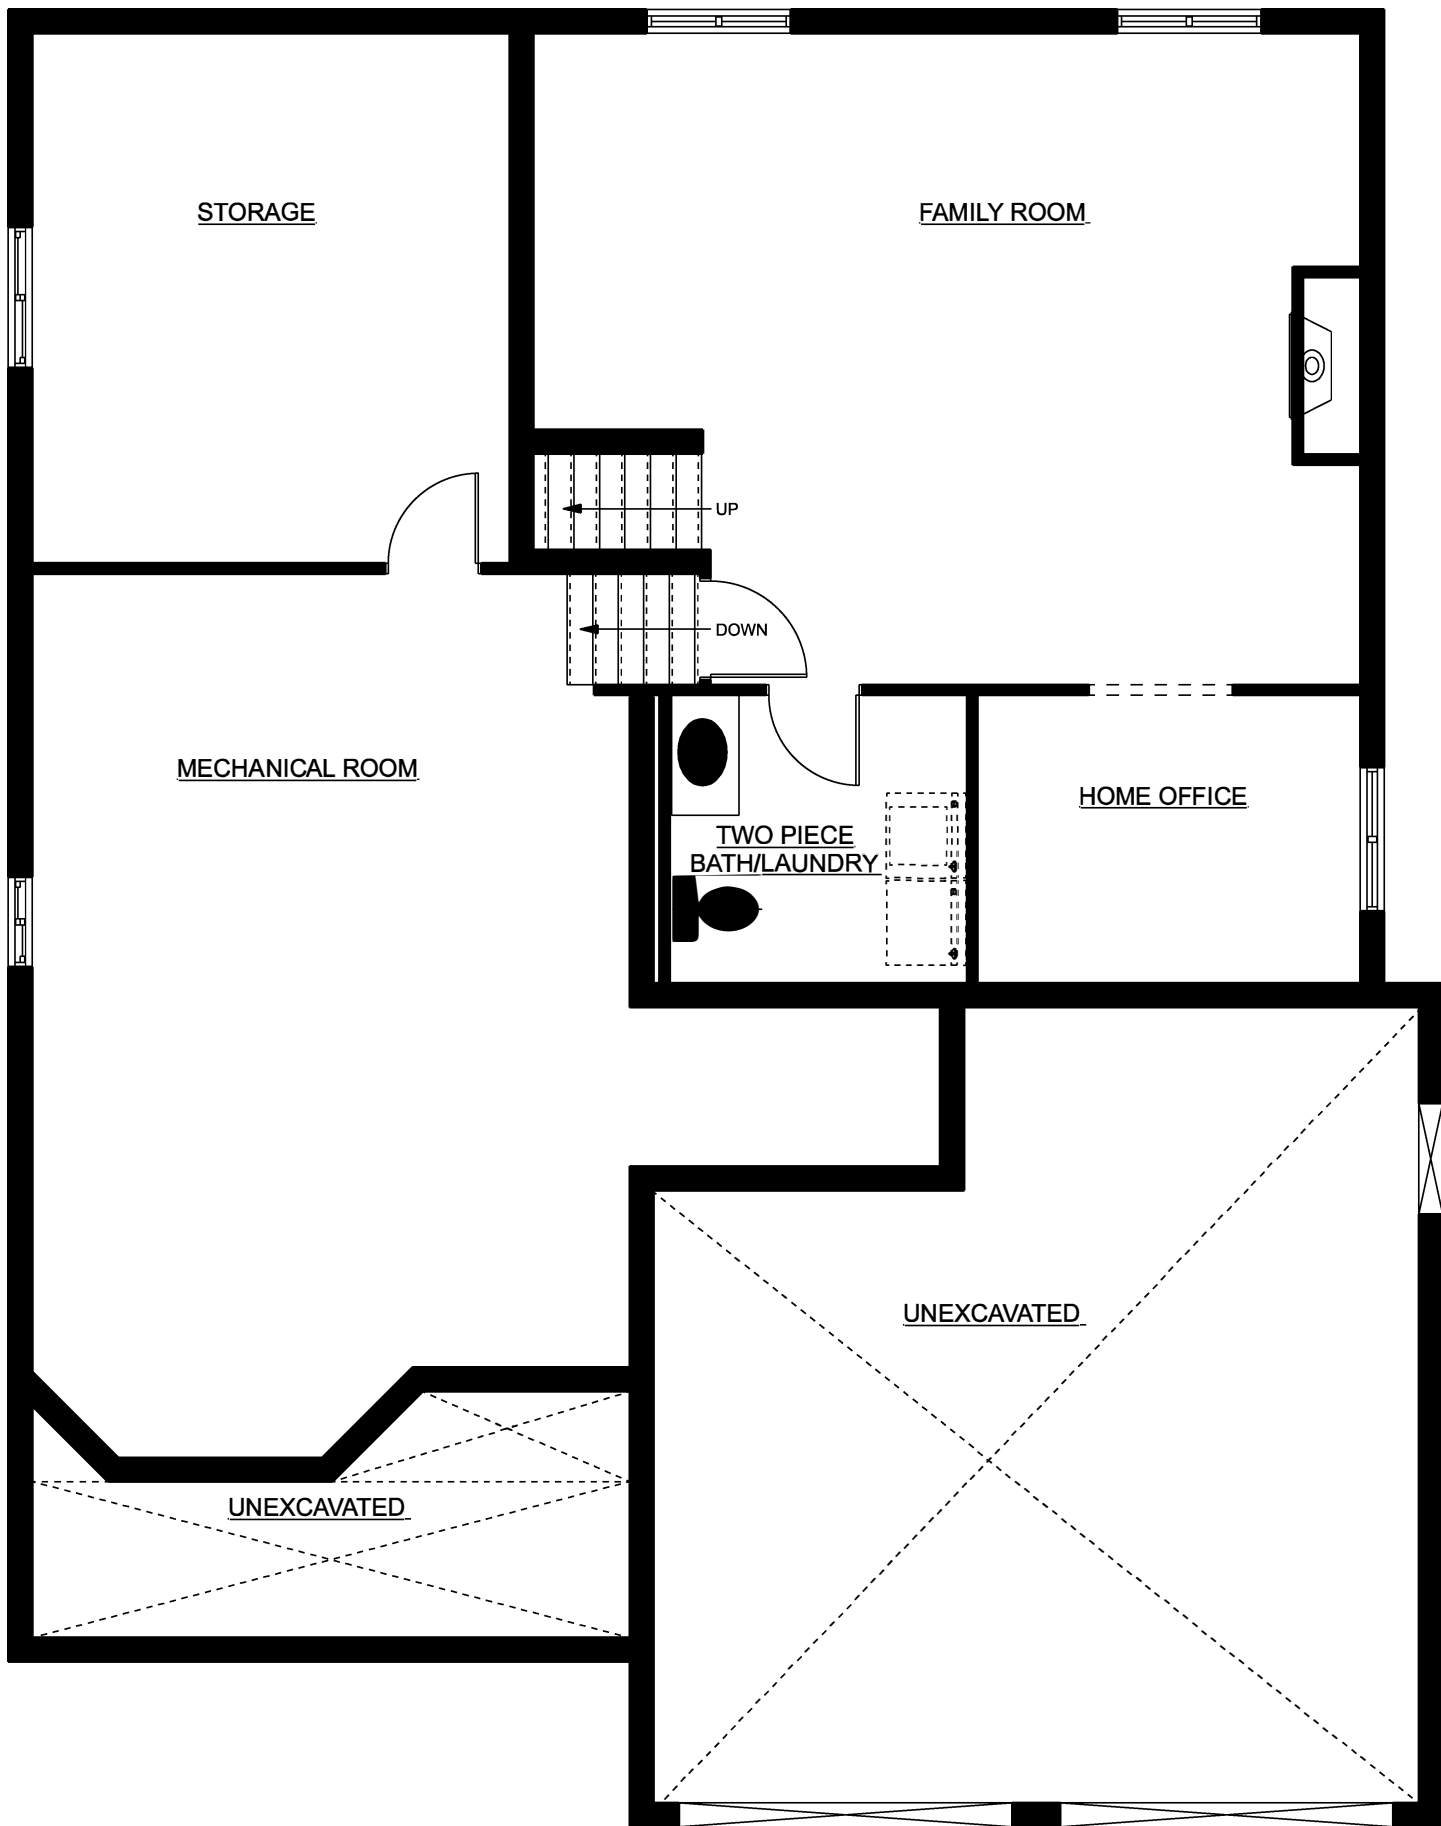 STORAGE
FAMILY ROOM
UP
DOWN
MECHANICAL ROOM
HOME OFFICE
TWO PIECE
BATH/LAUNDRY
UNEXCAVATED
UNEXCAVATED